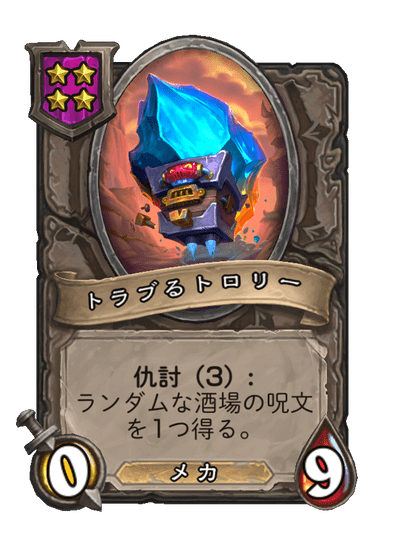 トラブるトロリー
仇討（3）:
ランダムな酒場の呪文
を1つ得る。
0
メカ
9